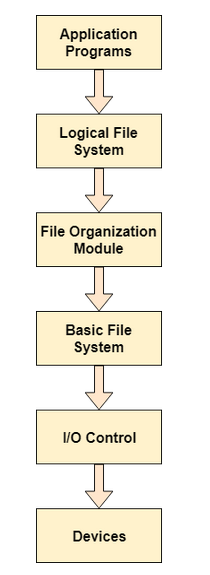 Application
Programs
Logical File
System
File Organization
Module
Basic File
System
I/O Control
Devices